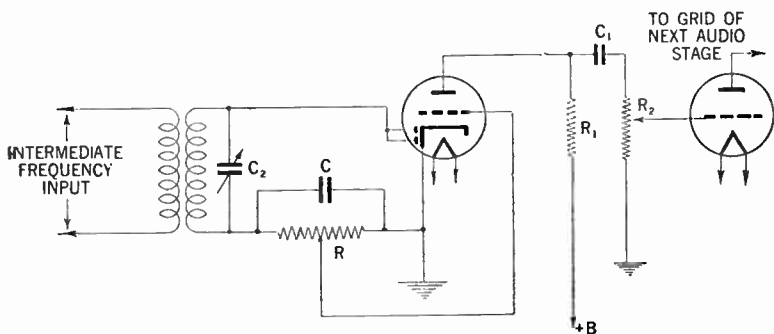 TO GRID OF
NEXT AUDIO
STAGE
C1
R2
R1
INTERMEDIATE
FREQUENCY
INPUT
C2
C
R
+B